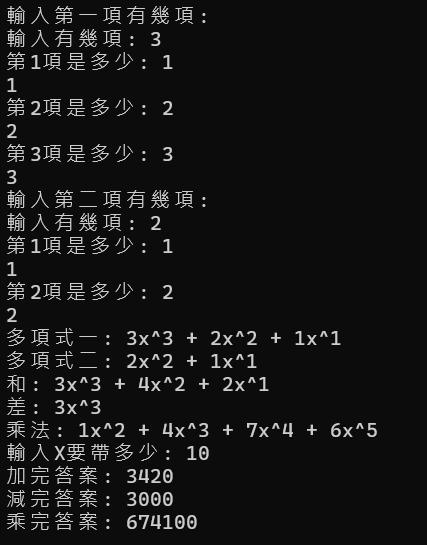 輸入第一項有幾項:
輸入有幾項: 3
第1項是多少: 1
1
第2項是多少: 2
2
第3項是多少: 3
3
輸入第二項有幾項:
輸入有幾項: 2
第1項是多少: 1
1
第2項是多少: 2
2
多項式一: 3x^3 + 2x^2 + 1x^1
多項式二: 2x^2 + 1x^1
和: 3x^3 + 4x^2 + 2x^1
差: 3x^3
乘法: 1x^2 + 4x^3 + 7x^4 + 6x^5
輸入X要帶多少: 10
加完答案: 3420
減完答案: 3000
乘完答案: 674100